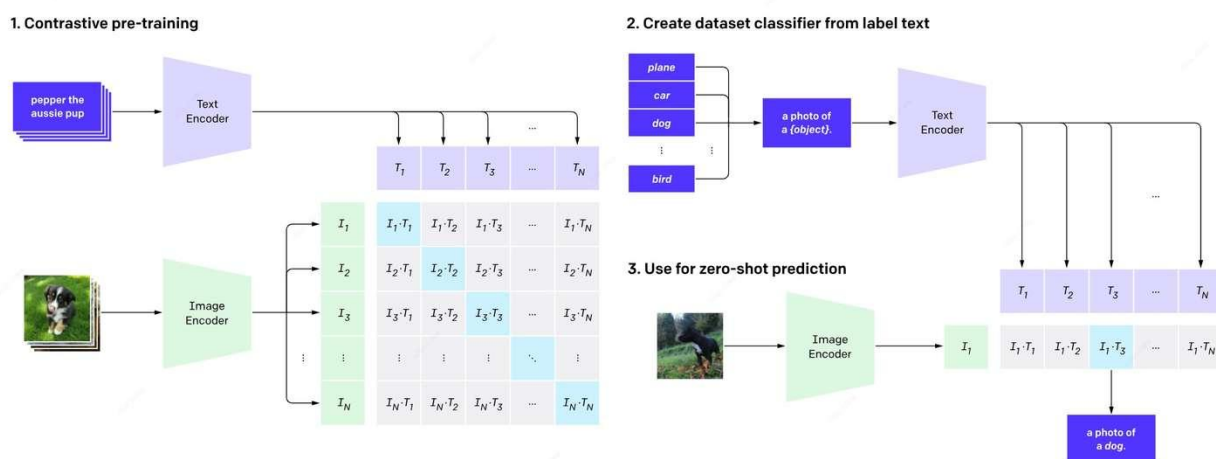 1. Contrastive pre-training
pepper the
aussie pup
Text
Encoder
...
T1 T2 T3 ... TN
I1 I1·T1 I1·T2 I1·T3 ... I1·TN
I2 I2·T1 I2·T2 I2·T3 ... I2·TN
Image
Encoder
I3 I3·T1 I3·T2 I3·T3 ... I3·TN
⋮ ⋮ ⋮ ⋮ ⋮ ⋱ ⋮
IN IN·T1 IN·T2 IN·T3 ... IN·TN
2. Create dataset classifier from label text
plane
car
dog
⋮ ⋮
bird
a photo of
a {object}.
Text
Encoder
...
3. Use for zero-shot prediction
Image
Encoder
T1 T2 T3 ... TN
I1 I1·T1 I1·T2 I1·T3 ... I1·TN
a photo of
a dog.